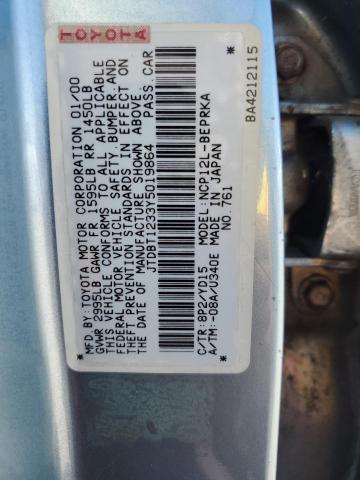 TOYOTA
MFD.BY:TOYOTA MOTOR CORPORATION 01/00
GVWR 2995LB GAWR FR 1595LB RR 1450LB
THIS VEHICLE CONFORMS TO ALL APPLICABLE
FEDERAL MOTOR VEHICLE SAFETY, BUMPER, AND
THEFT PREVENTION STANDARDS IN EFFECT ON
THE DATE OF MANUFACTURE SHOWN ABOVE.
*JTDBT1233Y5019864* PASS CAR
C/TR:8P2/YD15 MODEL:NCP12L-BEPRKA
A/TM:-08A/U340E MADE IN JAPAN
NO.761
*BA4212115*